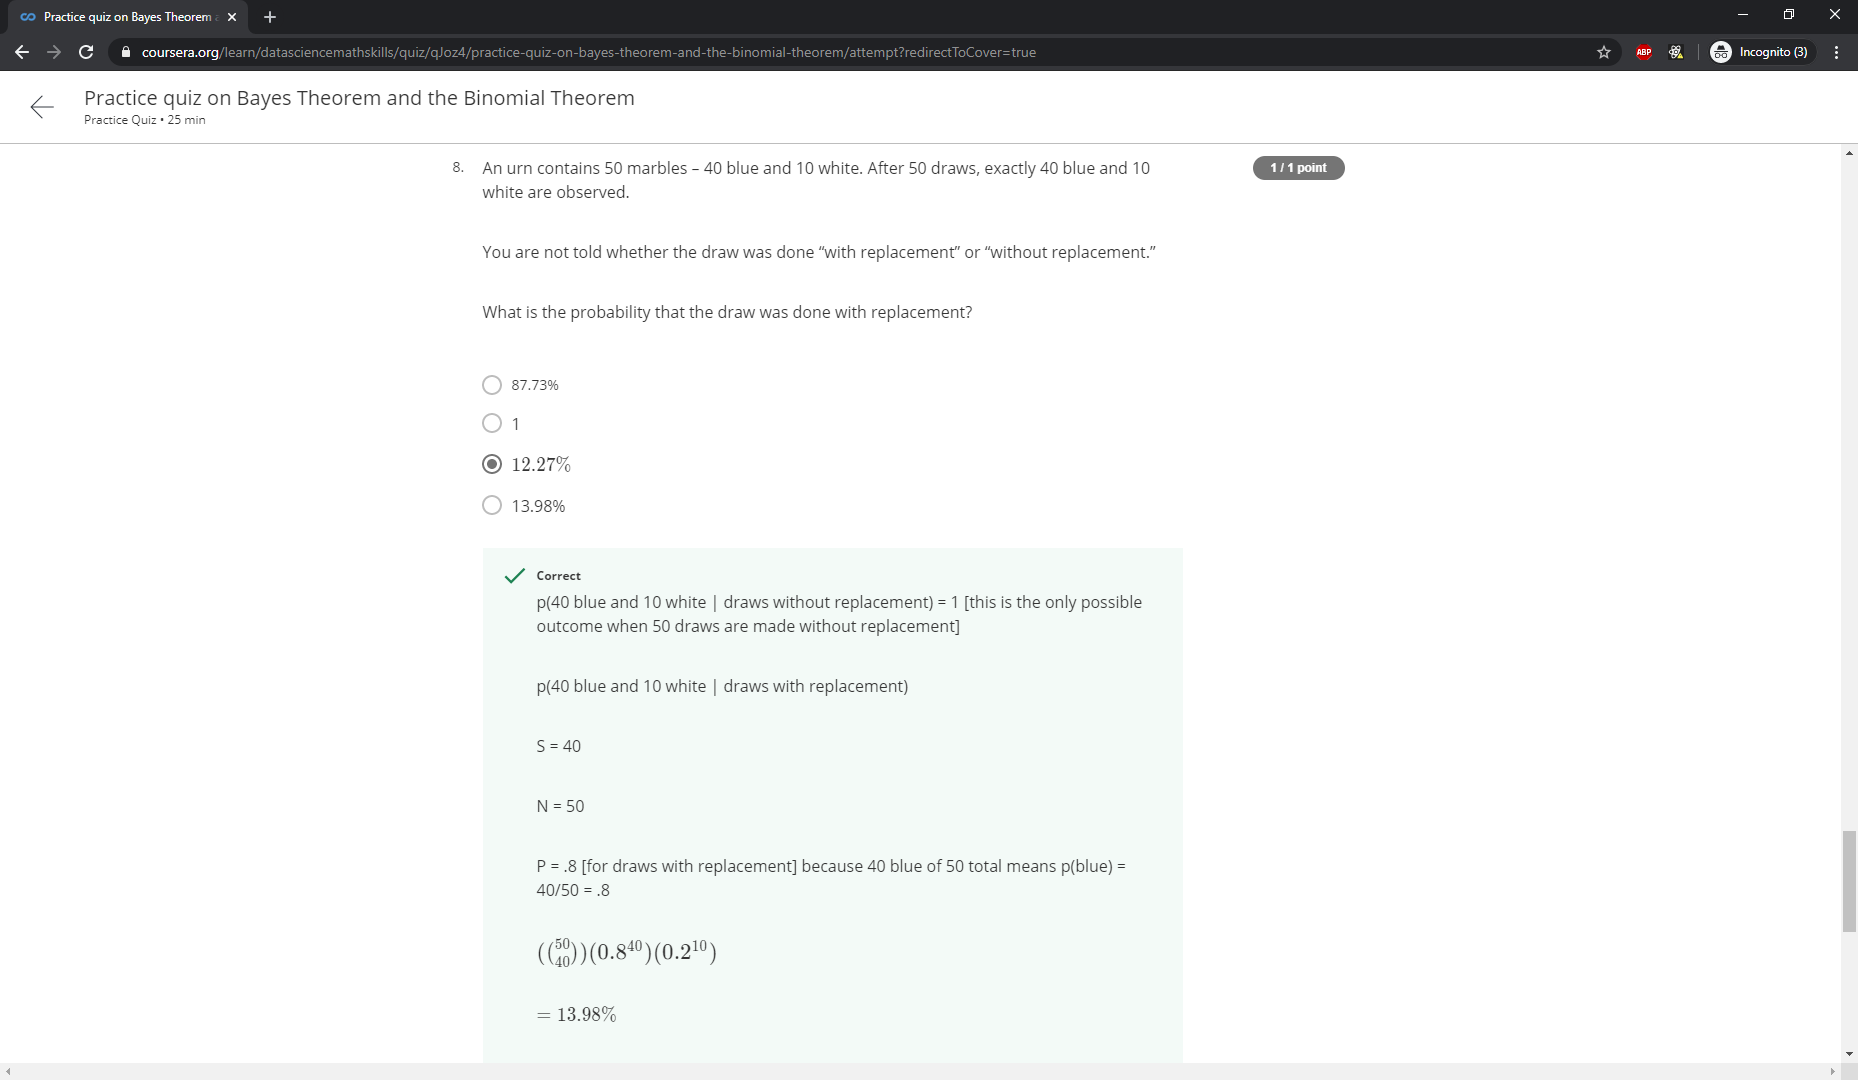 Practice quiz on Bayes Theorem a
coursera.org/learn/datasciencemathskills/quiz/qJoz4/practice-quiz-on-bayes-theorem-and-the-binomial-theorem/attempt?redirectToCover=true
ABP
Incognito (3)
Practice quiz on Bayes Theorem and the Binomial Theorem
Practice Quiz • 25 min
8. An urn contains 50 marbles – 40 blue and 10 white. After 50 draws, exactly 40 blue and 10
white are observed.
1 / 1 point
You are not told whether the draw was done “with replacement” or “without replacement.”
What is the probability that the draw was done with replacement?
87.73%
1
12.27%
13.98%
Correct
p(40 blue and 10 white | draws without replacement) = 1 [this is the only possible
outcome when 50 draws are made without replacement]
p(40 blue and 10 white | draws with replacement)
S = 40
N = 50
P = .8 [for draws with replacement] because 40 blue of 50 total means p(blue) =
40/50 = .8
((50 40))(0.8^40)(0.2^10)
= 13.98%